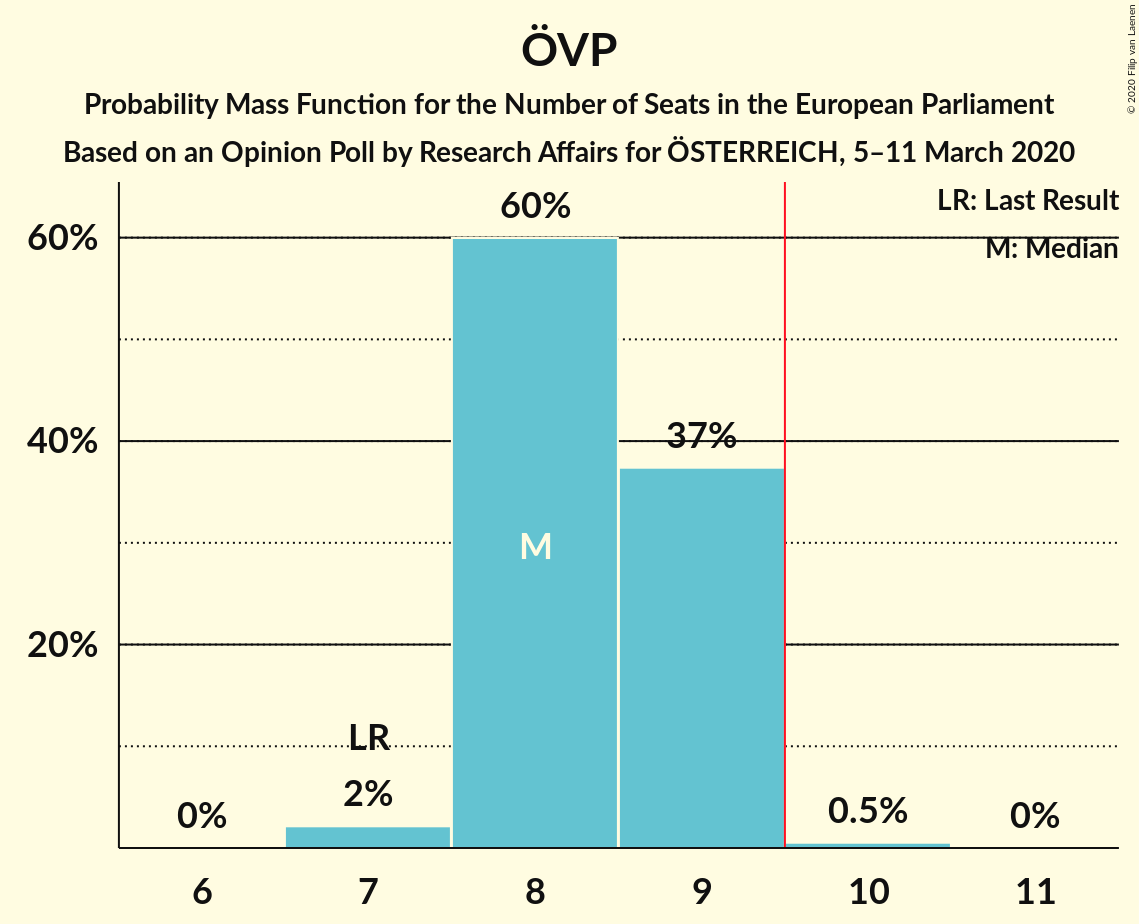 ÖVP
Probability Mass Function for the Number of Seats in the European Parliament
Based on an Opinion Poll by Research Affairs for ÖSTERREICH, 5–11 March 2020
© 2020 Filip van Laenen
LR: Last Result
M: Median
60%
40%
20%
0%
LR
2%
60%
M
37%
0.5%
0%
6 7 8 9 10 11